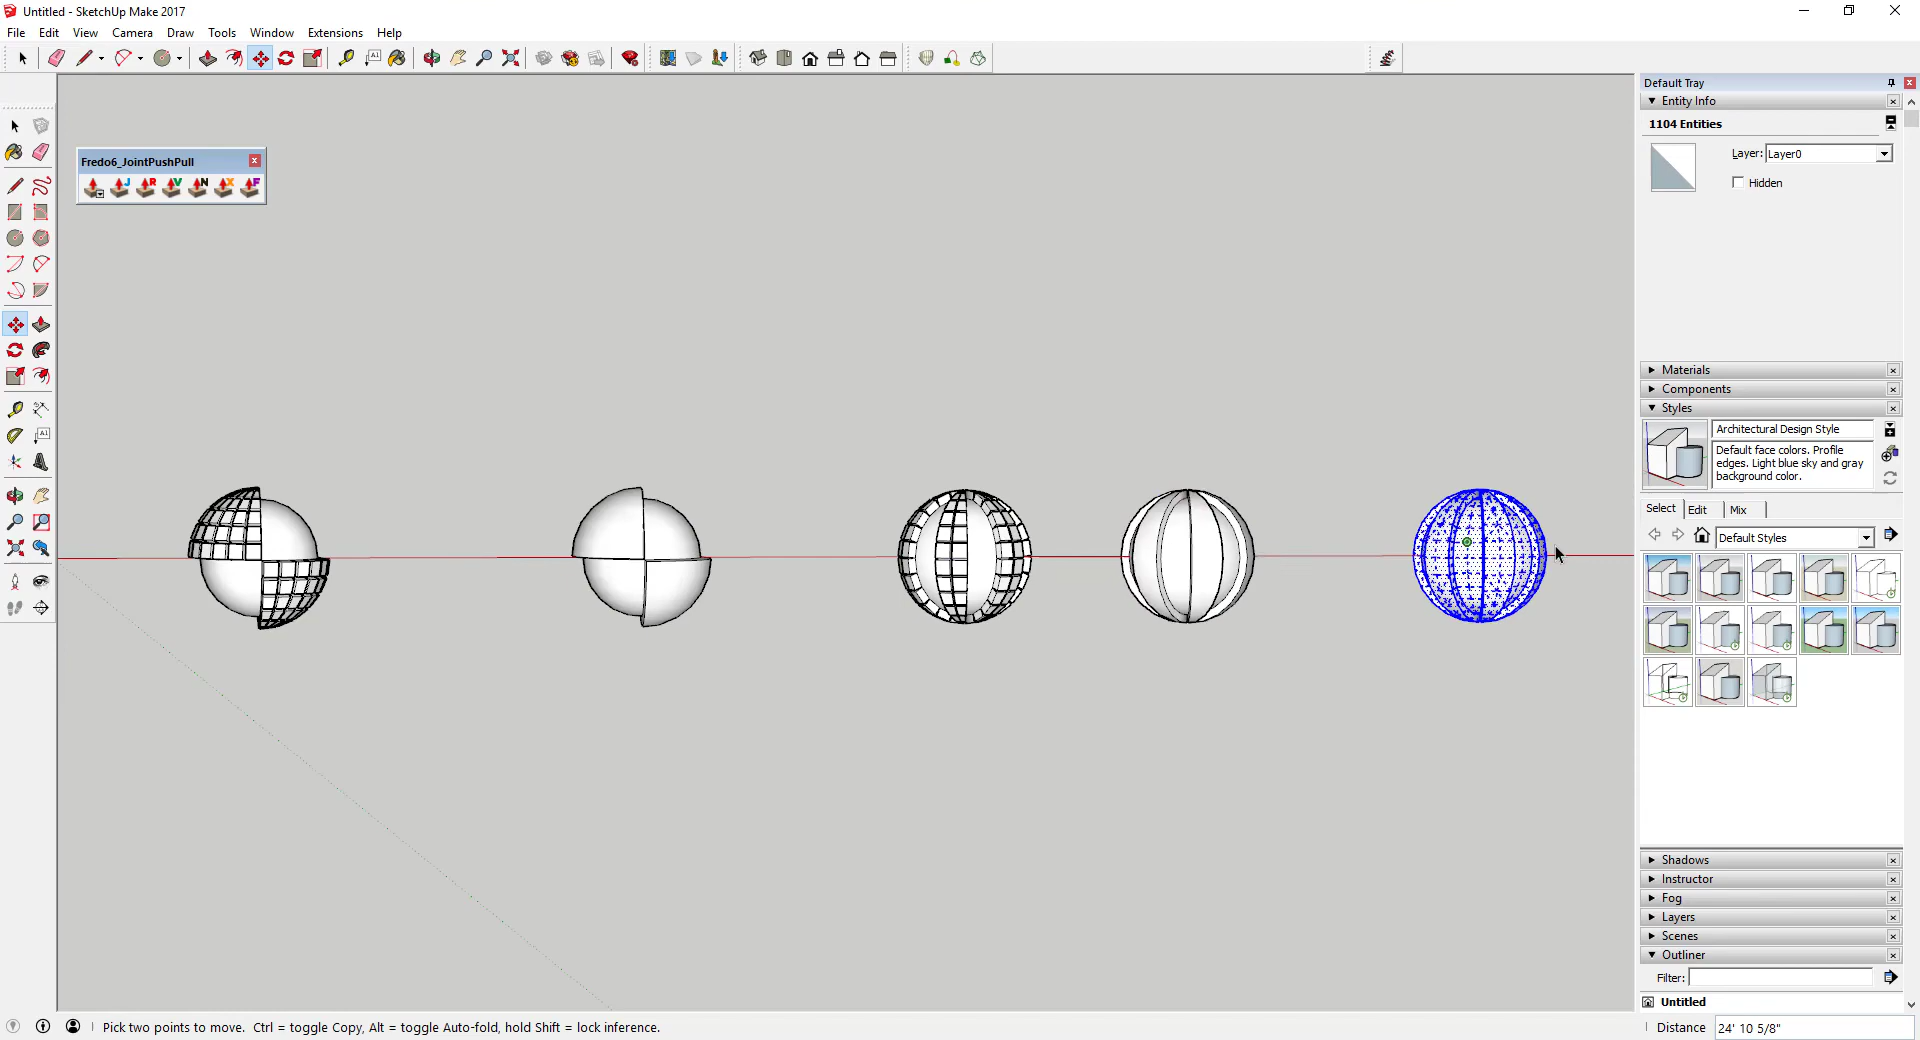 Untitled - SketchUp Make 2017
File Edit View Camera Draw Tools Window Extensions Help
Default Tray
Entity Info
1104 Entities
Layer: Layer0
Hidden
Fredo6_JointPushPull
J R V N X F
Materials
Components
Styles
Architectural Design Style
Default face colors. Profile
edges. Light blue sky and gray
background color.
Select Edit Mix
Default Styles
Shadows
Instructor
Fog
Layers
Scenes
Outliner
Filter:
Untitled
Pick two points to move. Ctrl = toggle Copy, Alt = toggle Auto-fold, hold Shift = lock inference.
Distance 24' 10 5/8"